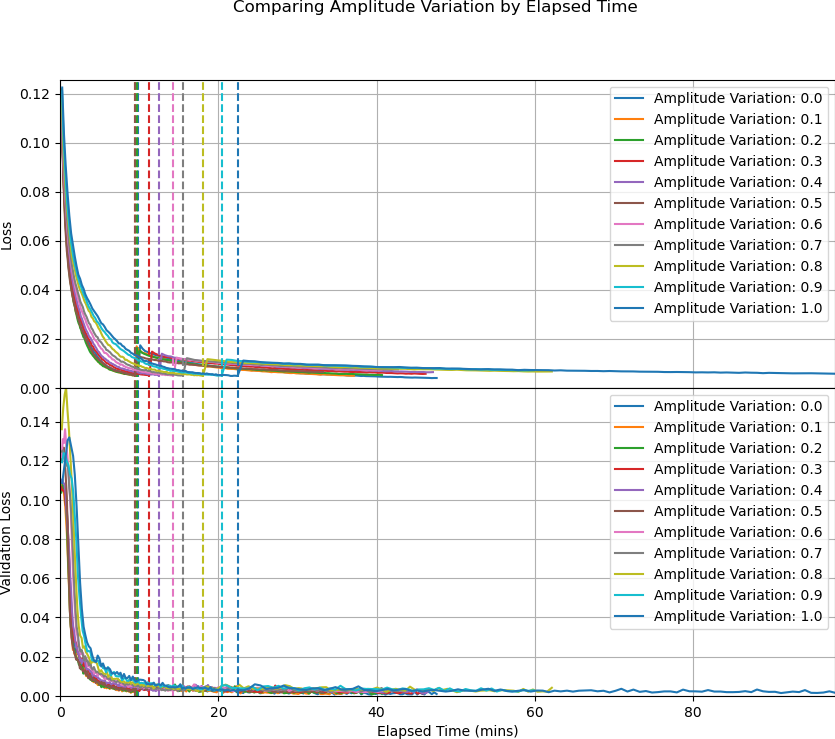 Comparing Amplitude Variation by Elapsed Time
0.12
0.10
0.08
0.06
0.04
0.02
0.00
Loss
Amplitude Variation: 0.0
Amplitude Variation: 0.1
Amplitude Variation: 0.2
Amplitude Variation: 0.3
Amplitude Variation: 0.4
Amplitude Variation: 0.5
Amplitude Variation: 0.6
Amplitude Variation: 0.7
Amplitude Variation: 0.8
Amplitude Variation: 0.9
Amplitude Variation: 1.0
0.14
0.12
0.10
0.08
0.06
0.04
0.02
0.00
Validation Loss
Amplitude Variation: 0.0
Amplitude Variation: 0.1
Amplitude Variation: 0.2
Amplitude Variation: 0.3
Amplitude Variation: 0.4
Amplitude Variation: 0.5
Amplitude Variation: 0.6
Amplitude Variation: 0.7
Amplitude Variation: 0.8
Amplitude Variation: 0.9
Amplitude Variation: 1.0
0 20 40 60 80
Elapsed Time (mins)